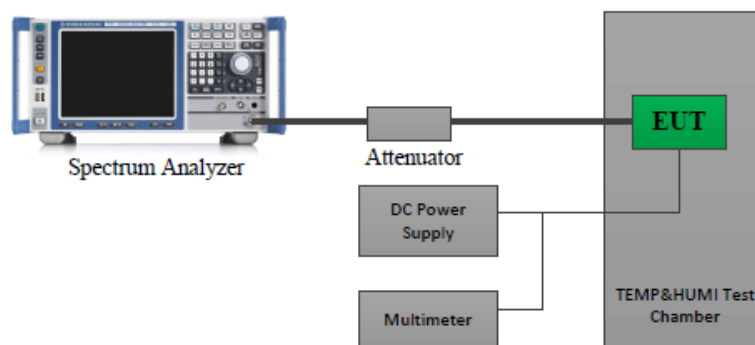 EUT
Spectrum Analyzer
Attenuator
DC Power
Supply
Multimeter
TEMP&HUMI Test
Chamber